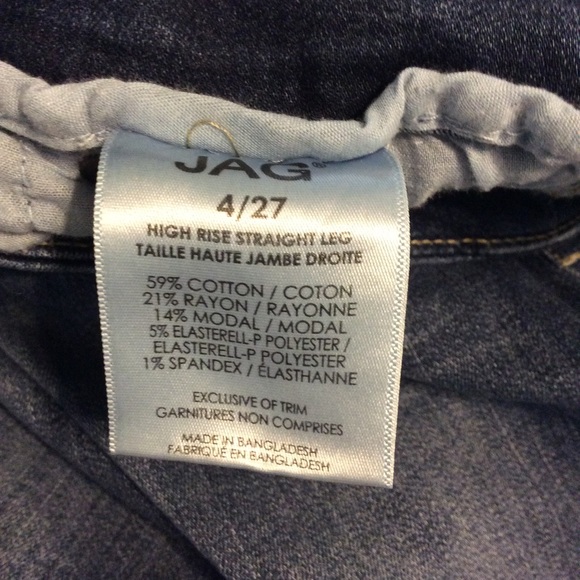 JAG®
4/27
HIGH RISE STRAIGHT LEG
TAILLE HAUTE JAMBE DROITE
59% COTTON / COTON
21% RAYON / RAYONNE
14% MODAL / MODAL
5% ELASTERELL-P POLYESTER /
ELASTERELL-P POLYESTER
1% SPANDEX / ÉLASTHANNE
EXCLUSIVE OF TRIM
GARNITURES NON COMPRISES
MADE IN BANGLADESH
FABRIQUÉ EN BANGLADESH